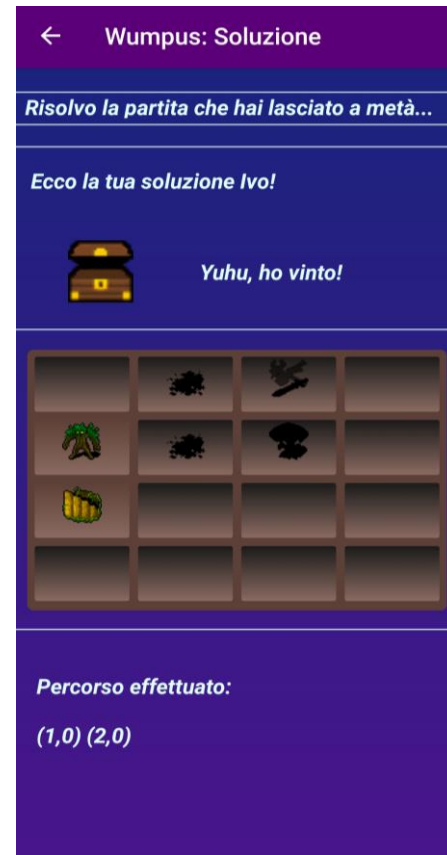 Wumpus: Soluzione
Risolvo la partita che hai lasciato a metà...
Ecco la tua soluzione Ivo!
Yuhu, ho vinto!
Percorso effettuato:
(1,0) (2,0)